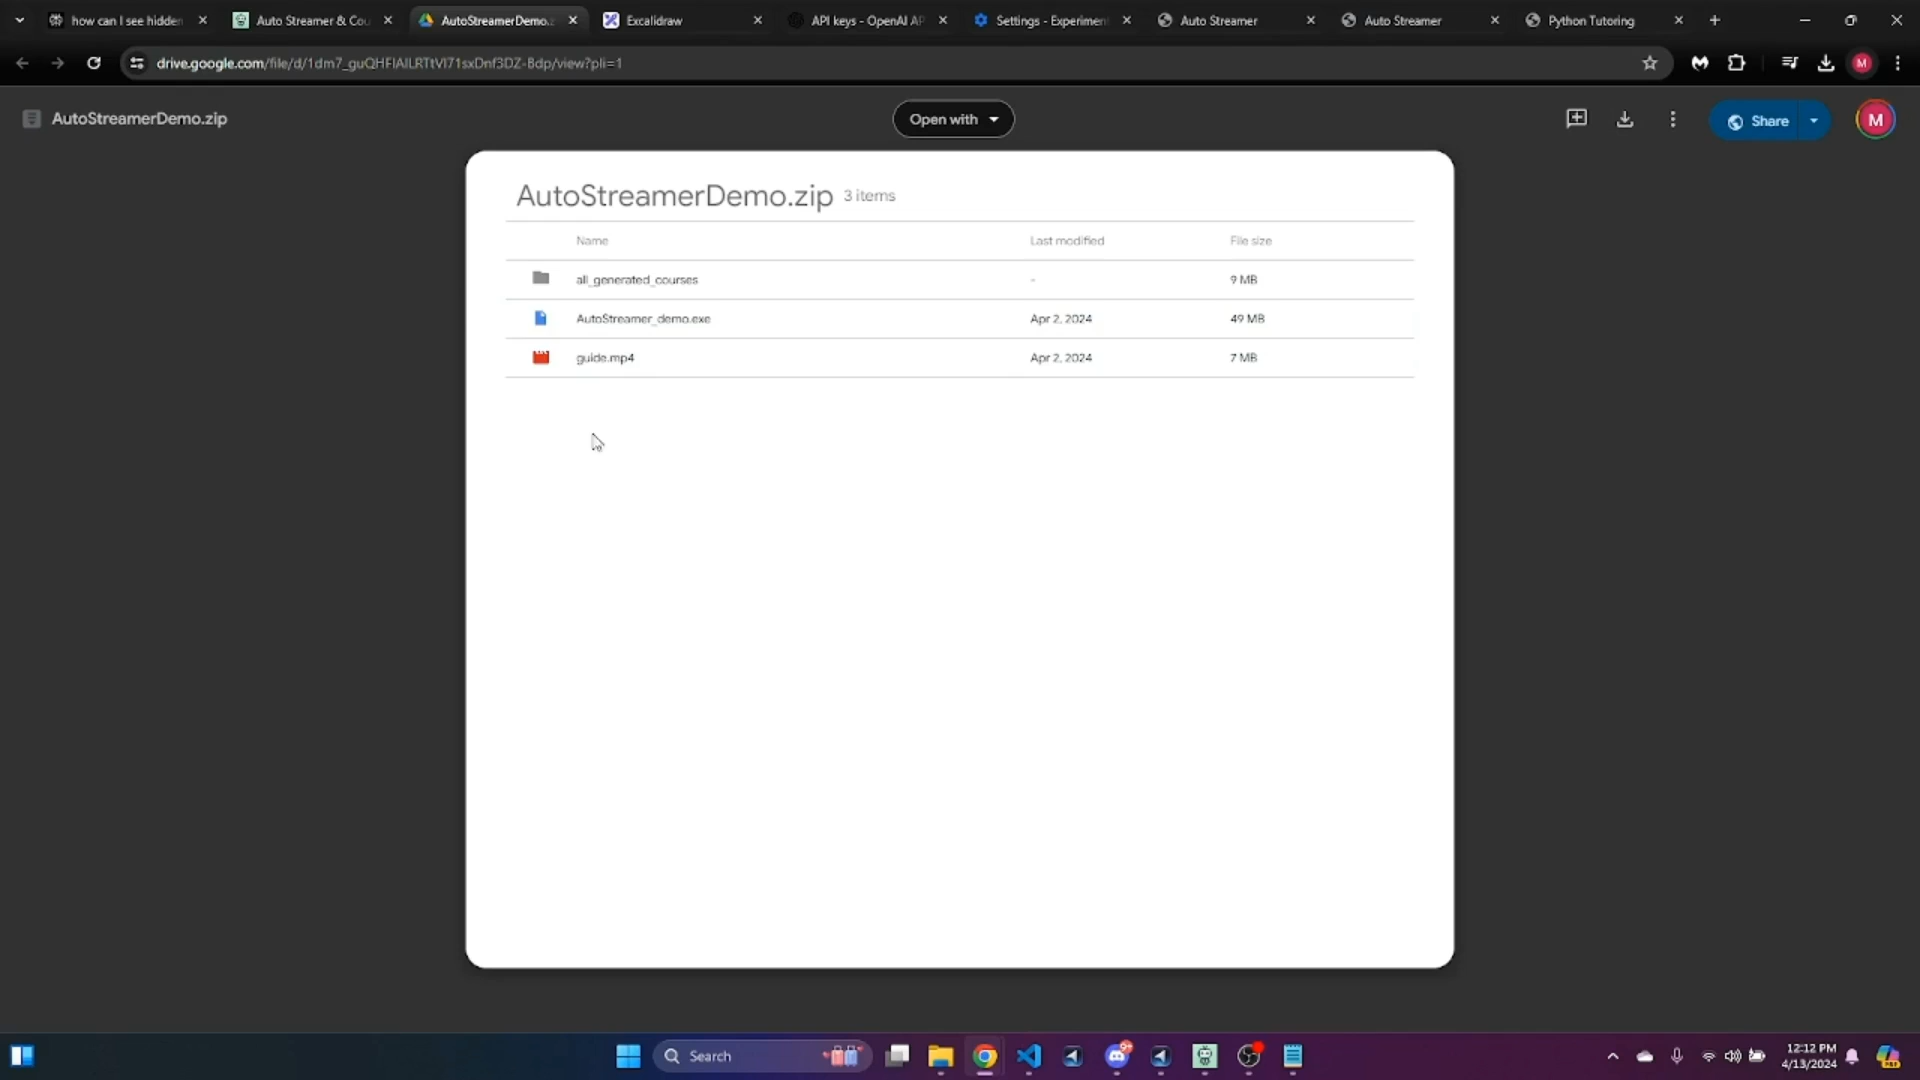 how can I see hidden
Auto Streamer & Cou
AutoStreamerDemo.z
Excalidraw
API keys - OpenAI AP
Settings - Experiment
Auto Streamer
Auto Streamer
Python Tutoring
drive.google.com/file/d/1dm7_guQHFIAILRTtVI71sxDnf3DZ-Bdp/view?pli=1
M
AutoStreamerDemo.zip
Open with
Share
M
AutoStreamerDemo.zip 3 items
Name Last modified File size
all_generated_courses - 9 MB
AutoStreamer_demo.exe Apr 2, 2024 49 MB
guide.mp4 Apr 2, 2024 7 MB
Search
9+
12:12 PM
4/13/2024